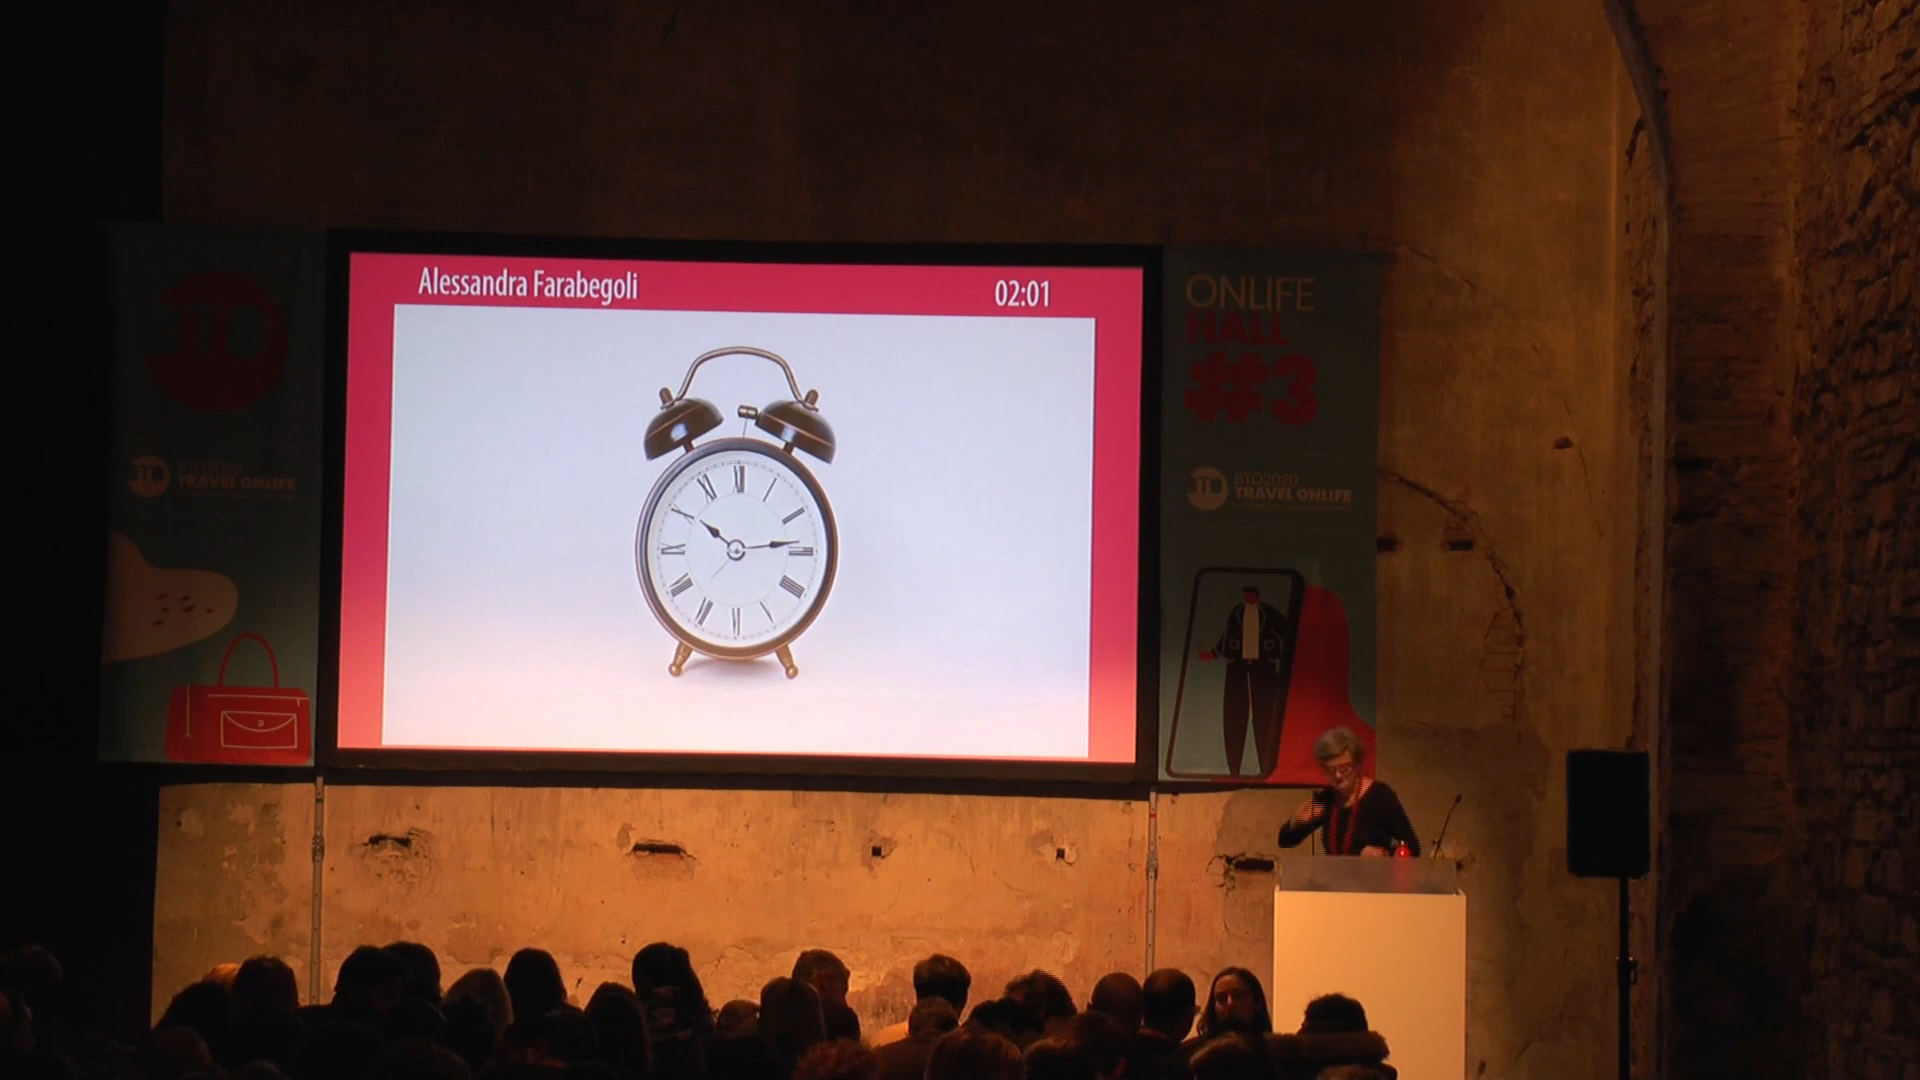 Alessandra Farabegoli
02:01
ONLIFE
HALL
#3
BTO2020
TRAVEL ONLIFE
BTO2020
TRAVEL ONLIFE